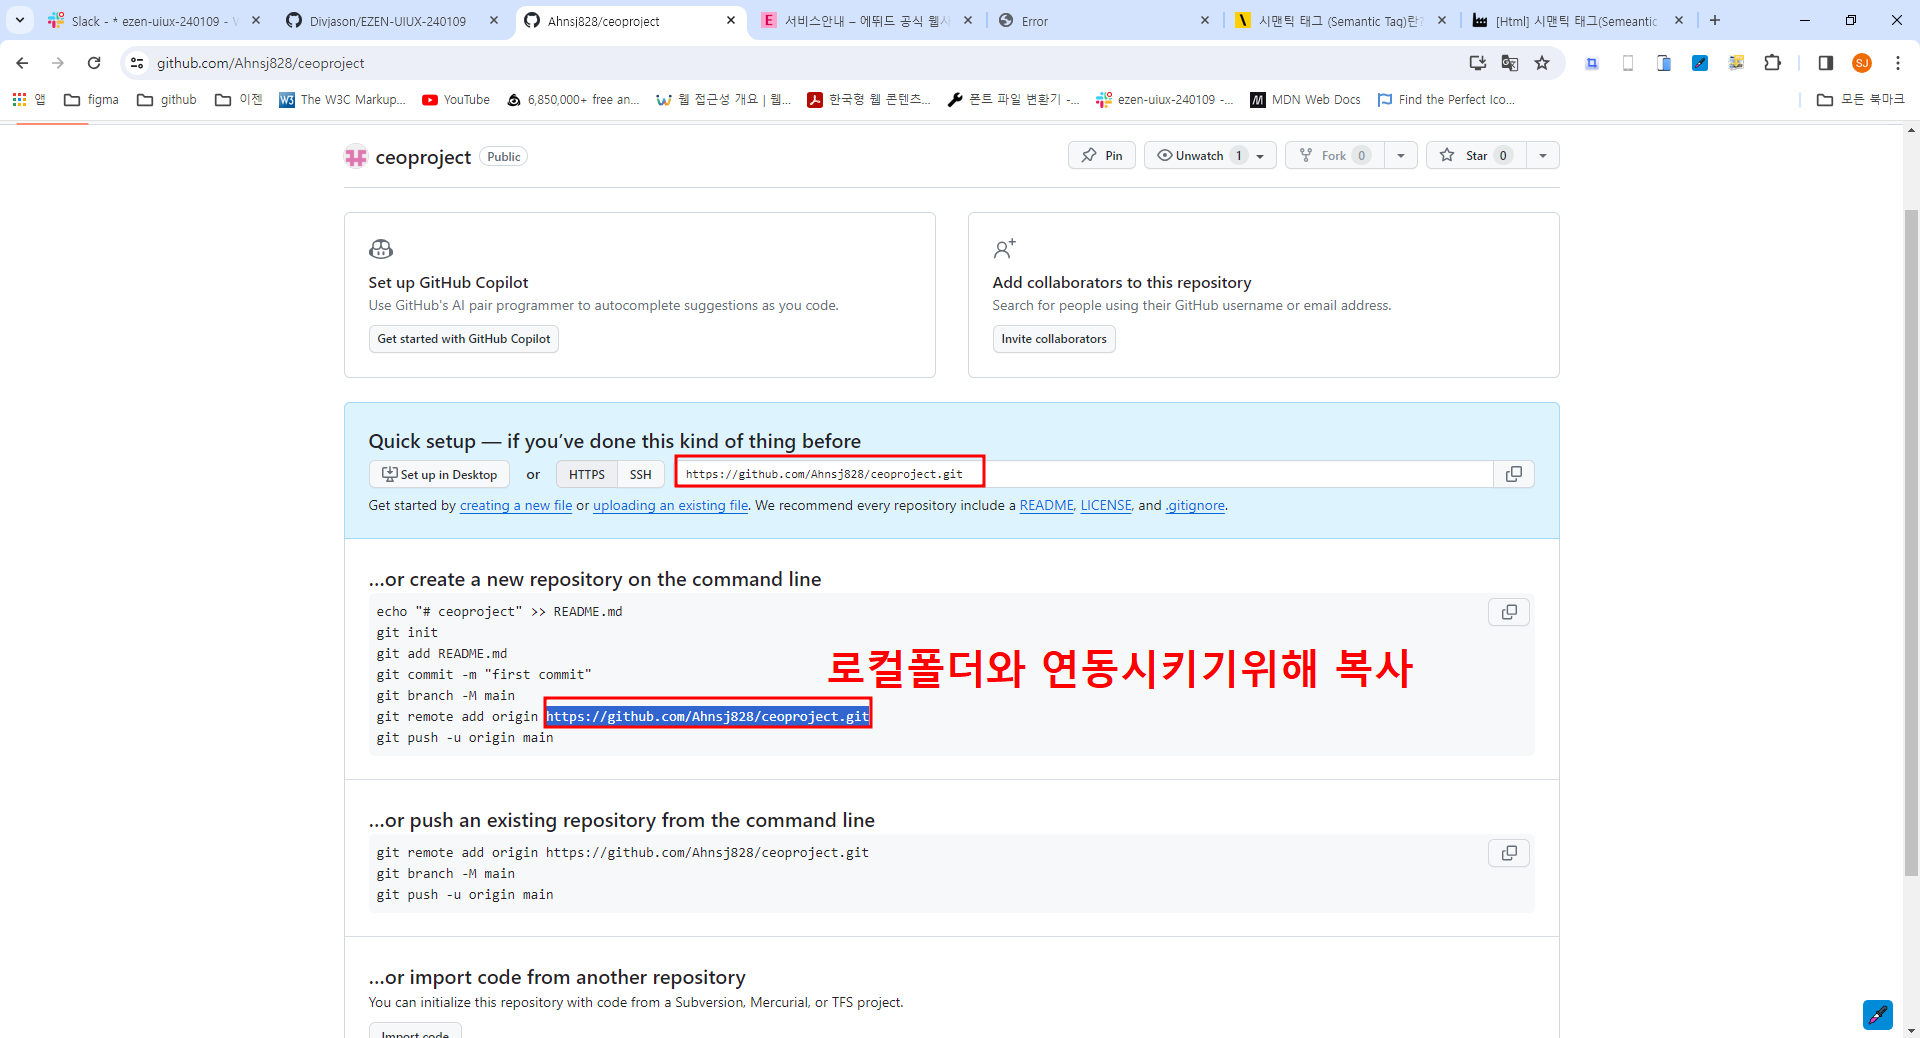 Slack - * ezen-uiux-240109 - 
Divjason/EZEN-UIUX-240109
Ahnsj828/ceoproject
서비스안내 – 에뛰드 공식 웹사
Error
시맨틱 태그 (Semantic Tag)란?
[Html] 시맨틱 태그(Semeantic
github.com/Ahnsj828/ceoproject
SJ
앱
figma
github
이젠
The W3C Markup...
YouTube
6,850,000+ free an...
웹 접근성 개요 | 웹...
한국형 웹 콘텐츠...
폰트 파일 변환기 -...
ezen-uiux-240109 -...
MDN Web Docs
Find the Perfect Ico...
모든 북마크
ceoproject Public
Pin
Unwatch 1
Fork 0
Star 0
Set up GitHub Copilot
Use GitHub's AI pair programmer to autocomplete suggestions as you code.
Get started with GitHub Copilot
Add collaborators to this repository
Search for people using their GitHub username or email address.
Invite collaborators
Quick setup — if you’ve done this kind of thing before
Set up in Desktop or HTTPS SSH https://github.com/Ahnsj828/ceoproject.git
Get started by creating a new file or uploading an existing file. We recommend every repository include a README, LICENSE, and .gitignore.
…or create a new repository on the command line
echo "# ceoproject" >> README.md
git init
git add README.md
git commit -m "first commit"
git branch -M main
git remote add origin https://github.com/Ahnsj828/ceoproject.git
git push -u origin main
로컬폴더와 연동시키기위해 복사
…or push an existing repository from the command line
git remote add origin https://github.com/Ahnsj828/ceoproject.git
git branch -M main
git push -u origin main
…or import code from another repository
You can initialize this repository with code from a Subversion, Mercurial, or TFS project.
Import code